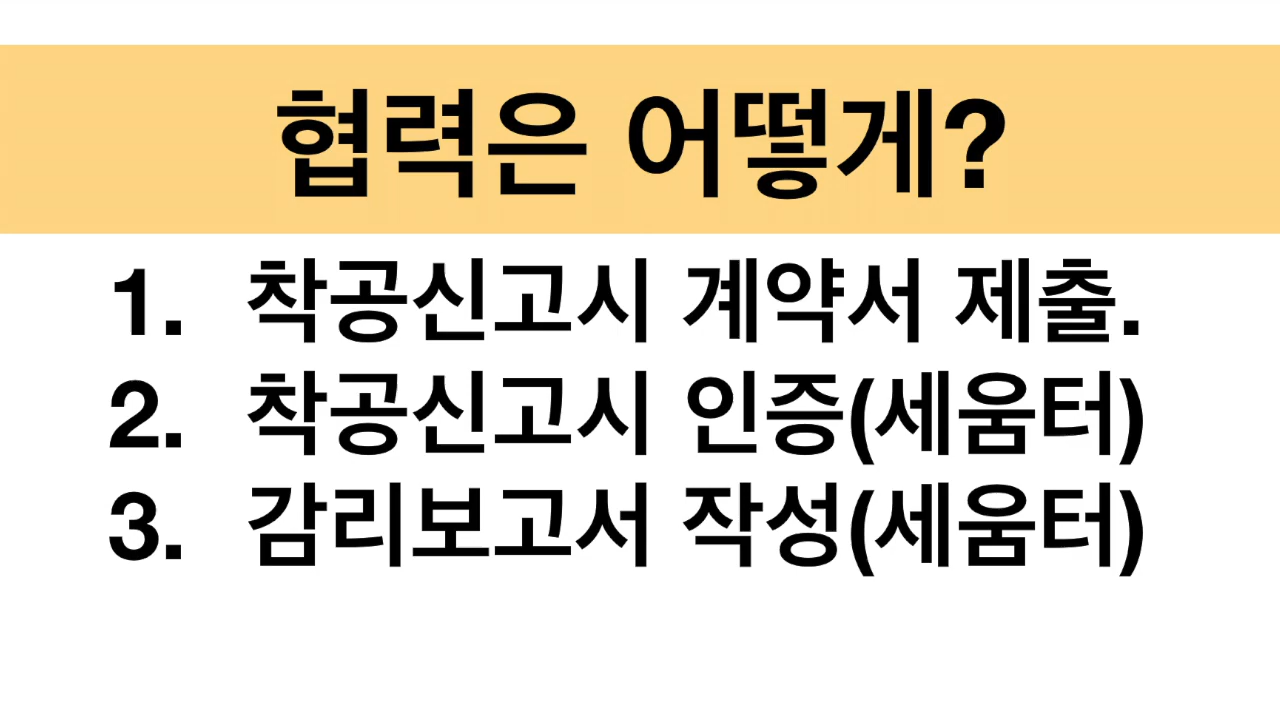 협력은 어떻게?
1. 착공신고시 계약서 제출.
2. 착공신고시 인증(세움터)
3. 감리보고서 작성(세움터)